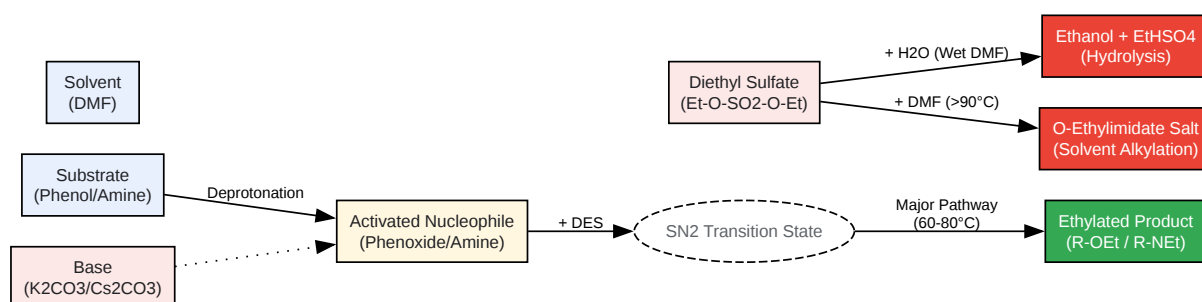 Solvent
(DMF)
Substrate
(Phenol/Amine)
Base
(K2CO3/Cs2CO3)
Deprotonation
Activated Nucleophile
(Phenoxide/Amine)
+ DES
SN2 Transition State
Major Pathway
(60-80°C)
Ethylated Product
(R-OEt / R-NEt)
Diethyl Sulfate
(Et-O-SO2-O-Et)
+ H2O (Wet DMF)
Ethanol + EtHSO4
(Hydrolysis)
+ DMF (>90°C)
O-Ethylimidate Salt
(Solvent Alkylation)